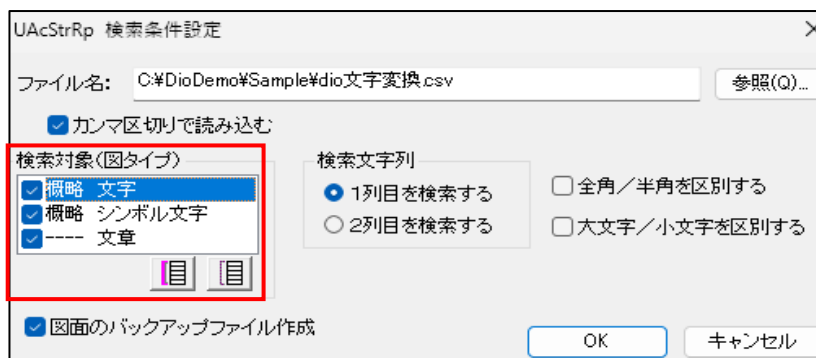 UAcStrRp 検索条件設定
ファイル名: C:¥DioDemo¥Sample¥dio文字変換.csv 参照(Q)...
カンマ区切りで読み込む
検索対象(図タイプ)
概略 文字
概略 シンボル文字
---- 文章
検索文字列
1列目を検索する
2列目を検索する
全角/半角を区別する
大文字/小文字を区別する
図面のバックアップファイル作成
OK キャンセル